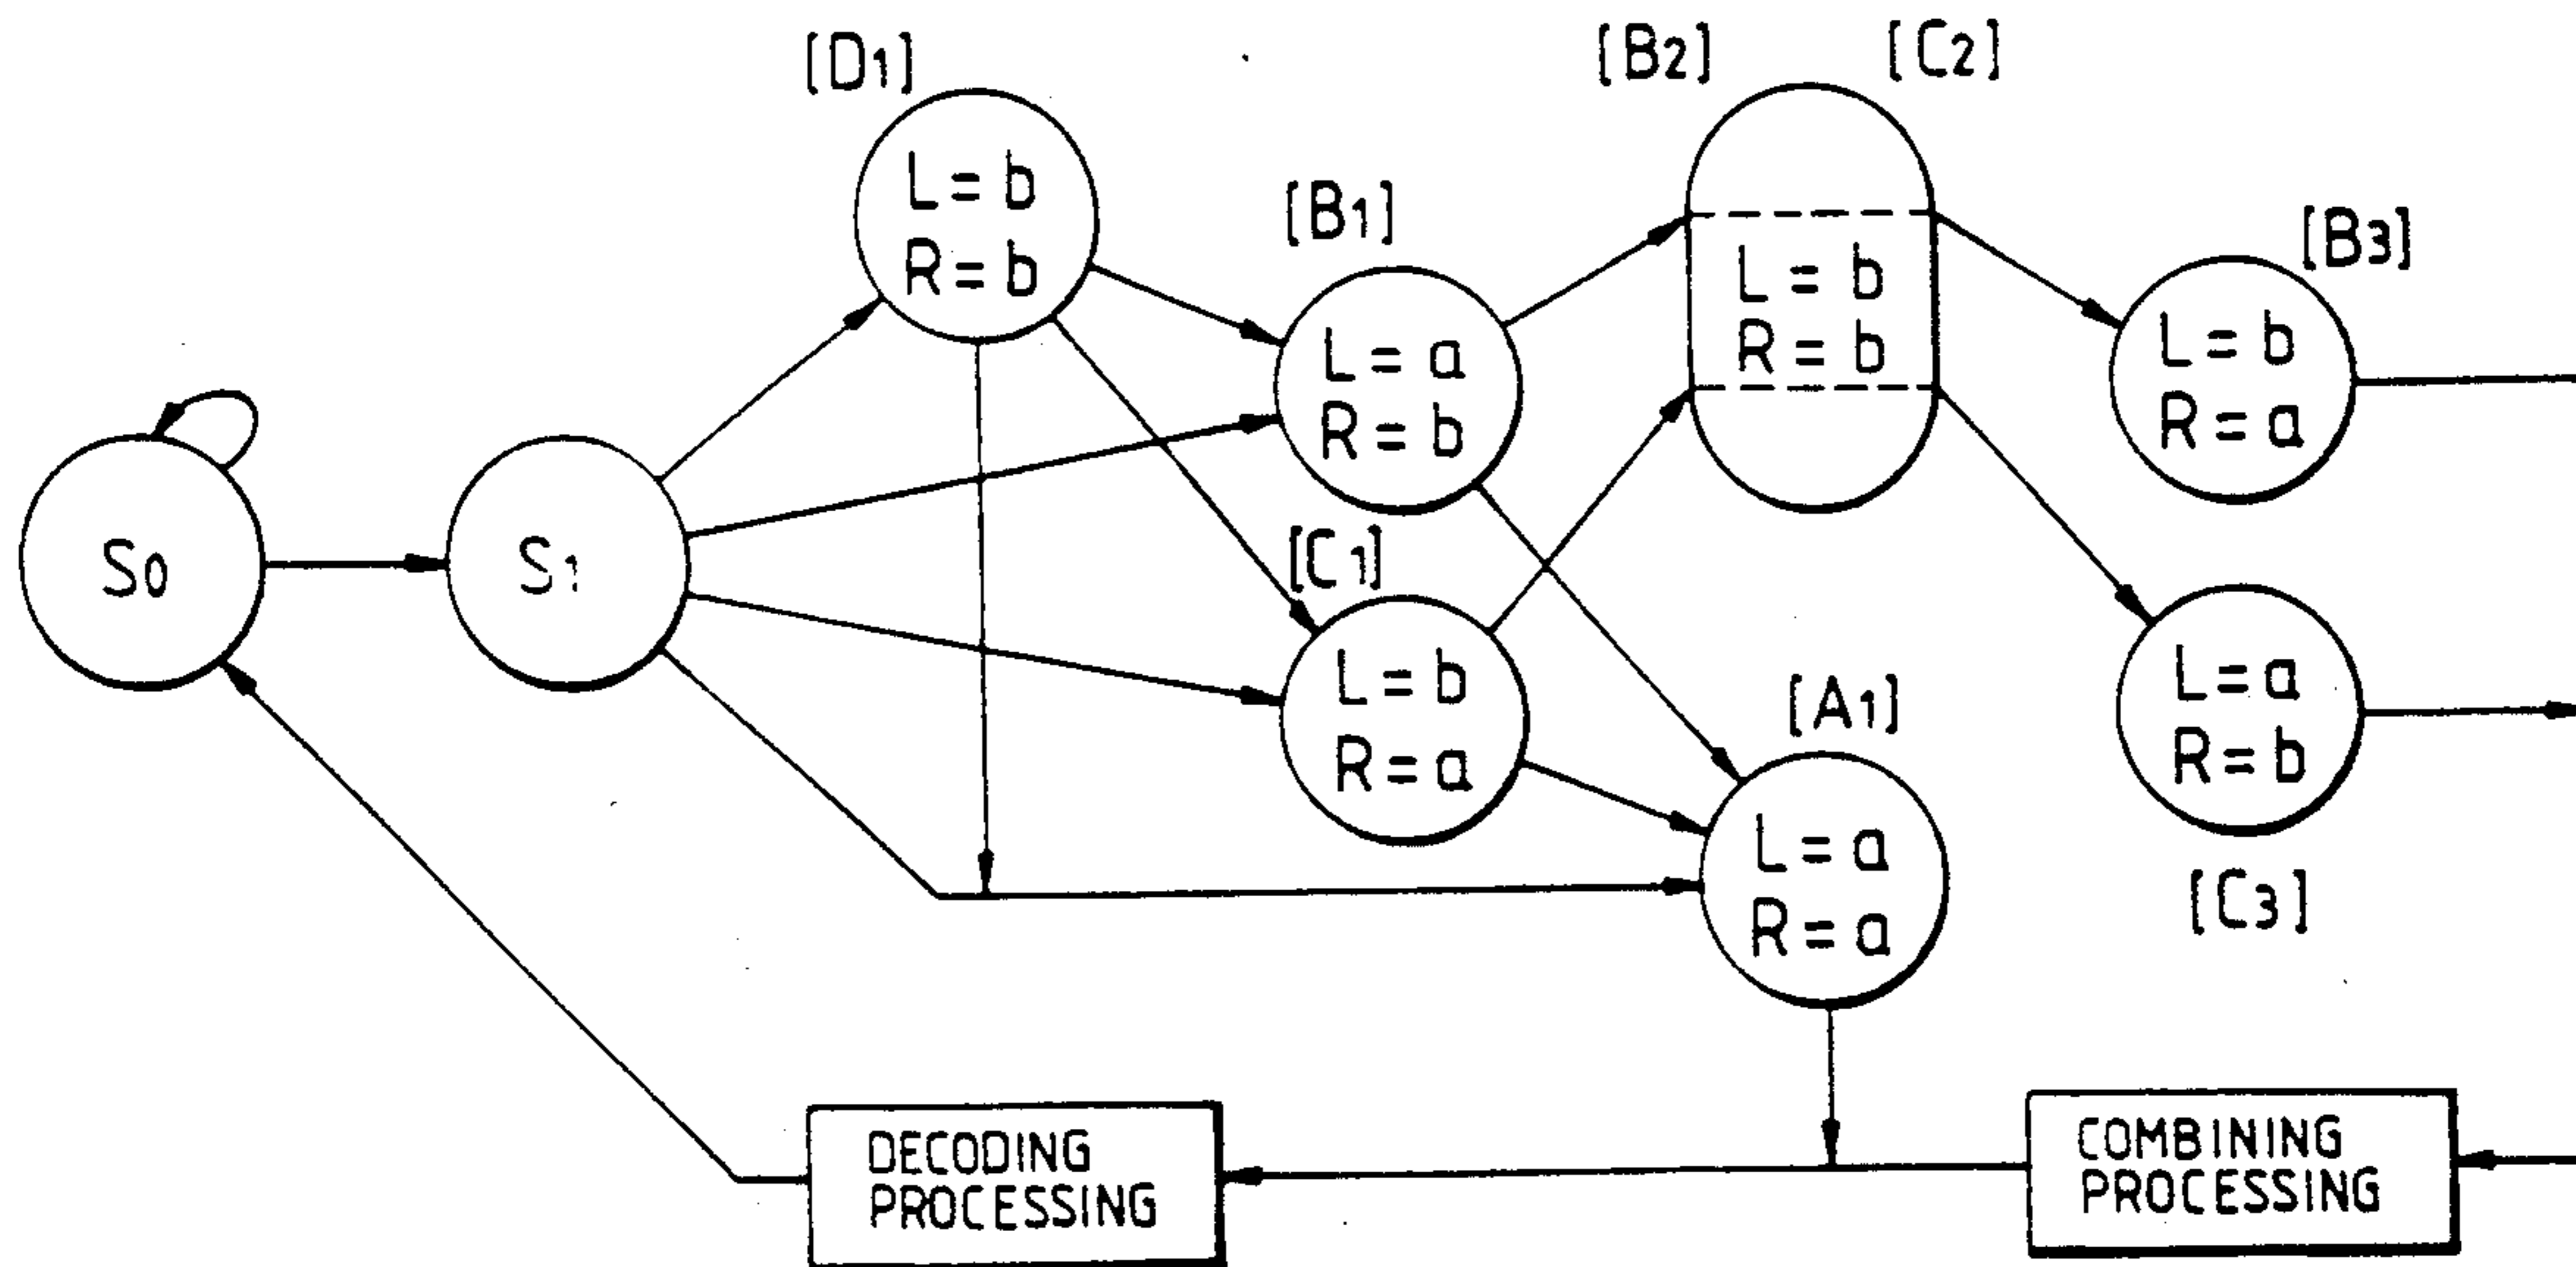 [D1]
L = b
R = b
[B1]
L = a
R = b
[B2]
[C2]
L = b
R = b
[B3]
L = b
R = a
S0
S1
[C1]
L = b
R = a
[A1]
L = a
R = a
L = a
R = b
[C3]
DECODING
PROCESSING
COMBINING
PROCESSING